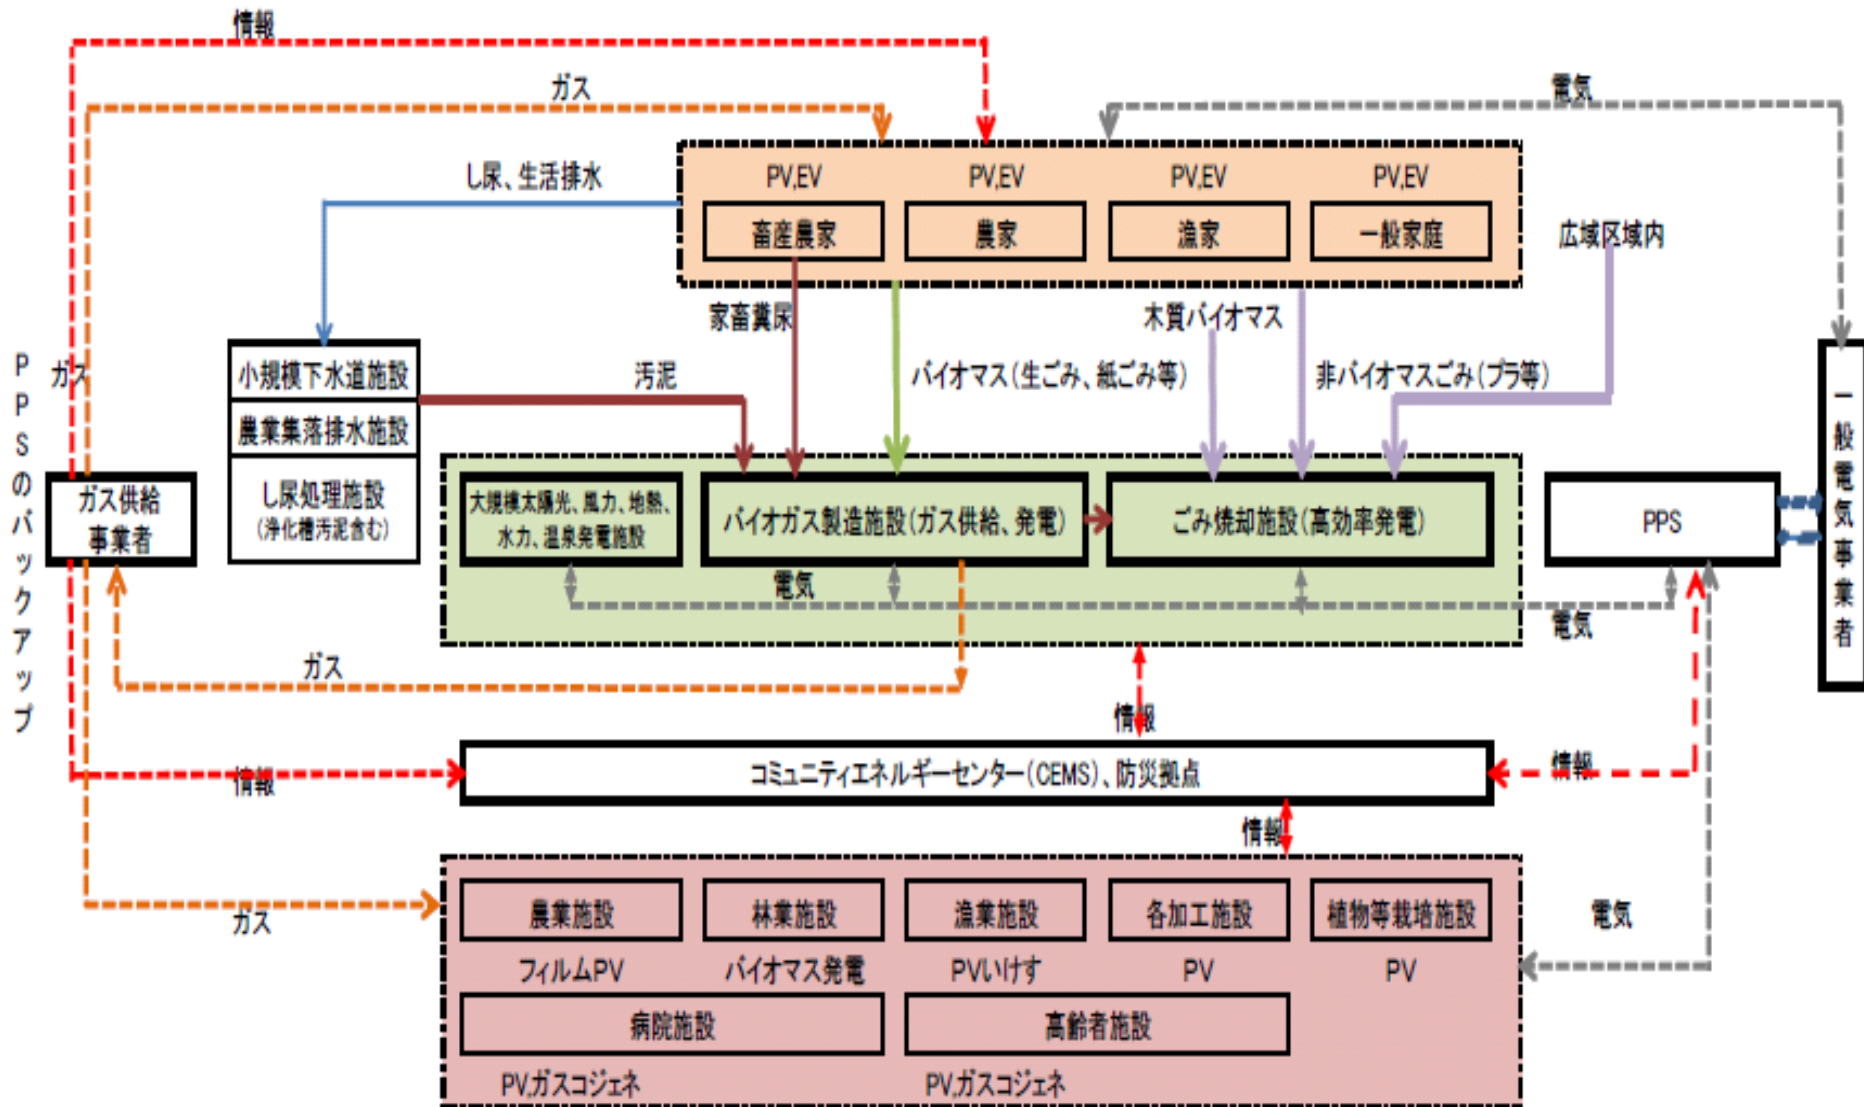 情報
ガス
電気
し尿、生活排水
PV,EV
PV,EV
PV,EV
PV,EV
畜産農家
農家
漁家
一般家庭
広域区域内
家畜糞尿
木質バイオマス
PPSのバックアップ
ガス
小規模下水道施設
汚泥
バイオマス(生ごみ、紙ごみ等)
非バイオマスごみ(プラ等)
一般電気事業者
農業集落排水施設
ガス供給
事業者
し尿処理施設
(浄化槽汚泥含む)
大規模太陽光、風力、地熱、
水力、温泉発電施設
バイオガス製造施設(ガス供給、発電)
ごみ焼却施設(高効率発電)
PPS
電気
電気
ガス
情報
コミュニティエネルギーセンター(CEMS)、防災拠点
情報
情報
情報
農業施設
林業施設
漁業施設
各加工施設
植物等栽培施設
ガス
電気
フィルムPV
バイオマス発電
PVいけす
PV
PV
病院施設
高齢者施設
PV,ガスコジェネ
PV,ガスコジェネ